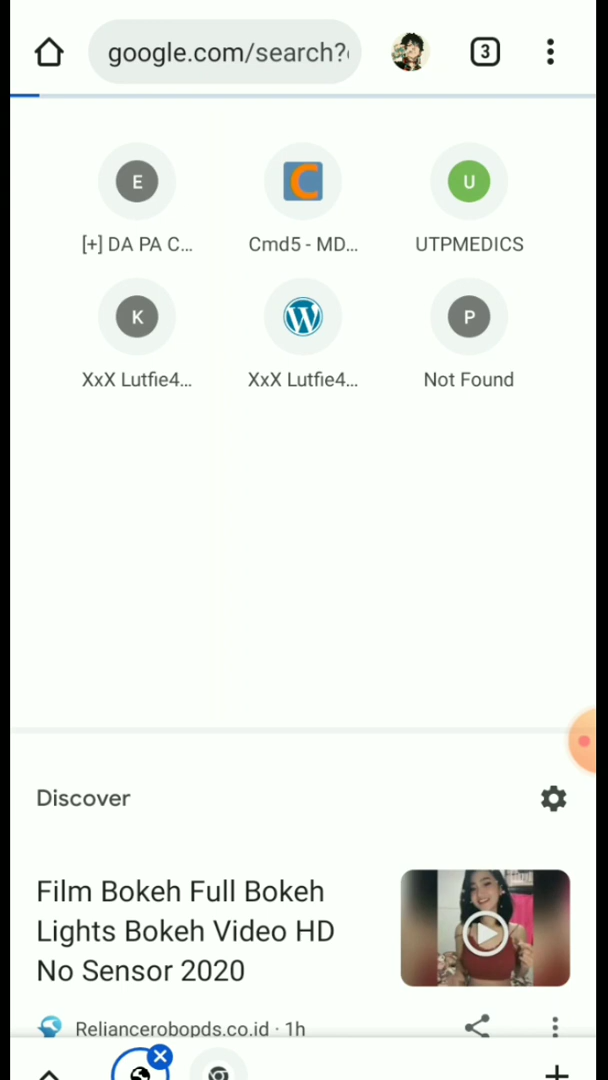 google.com/search?
3
E
C
U
[+] DA PA C...
Cmd5 - MD...
UTPMEDICS
K
W
P
XxX Lutfie4...
XxX Lutfie4...
Not Found
Discover
Film Bokeh Full Bokeh
Lights Bokeh Video HD
No Sensor 2020
Reliancerobopds.co.id · 1h